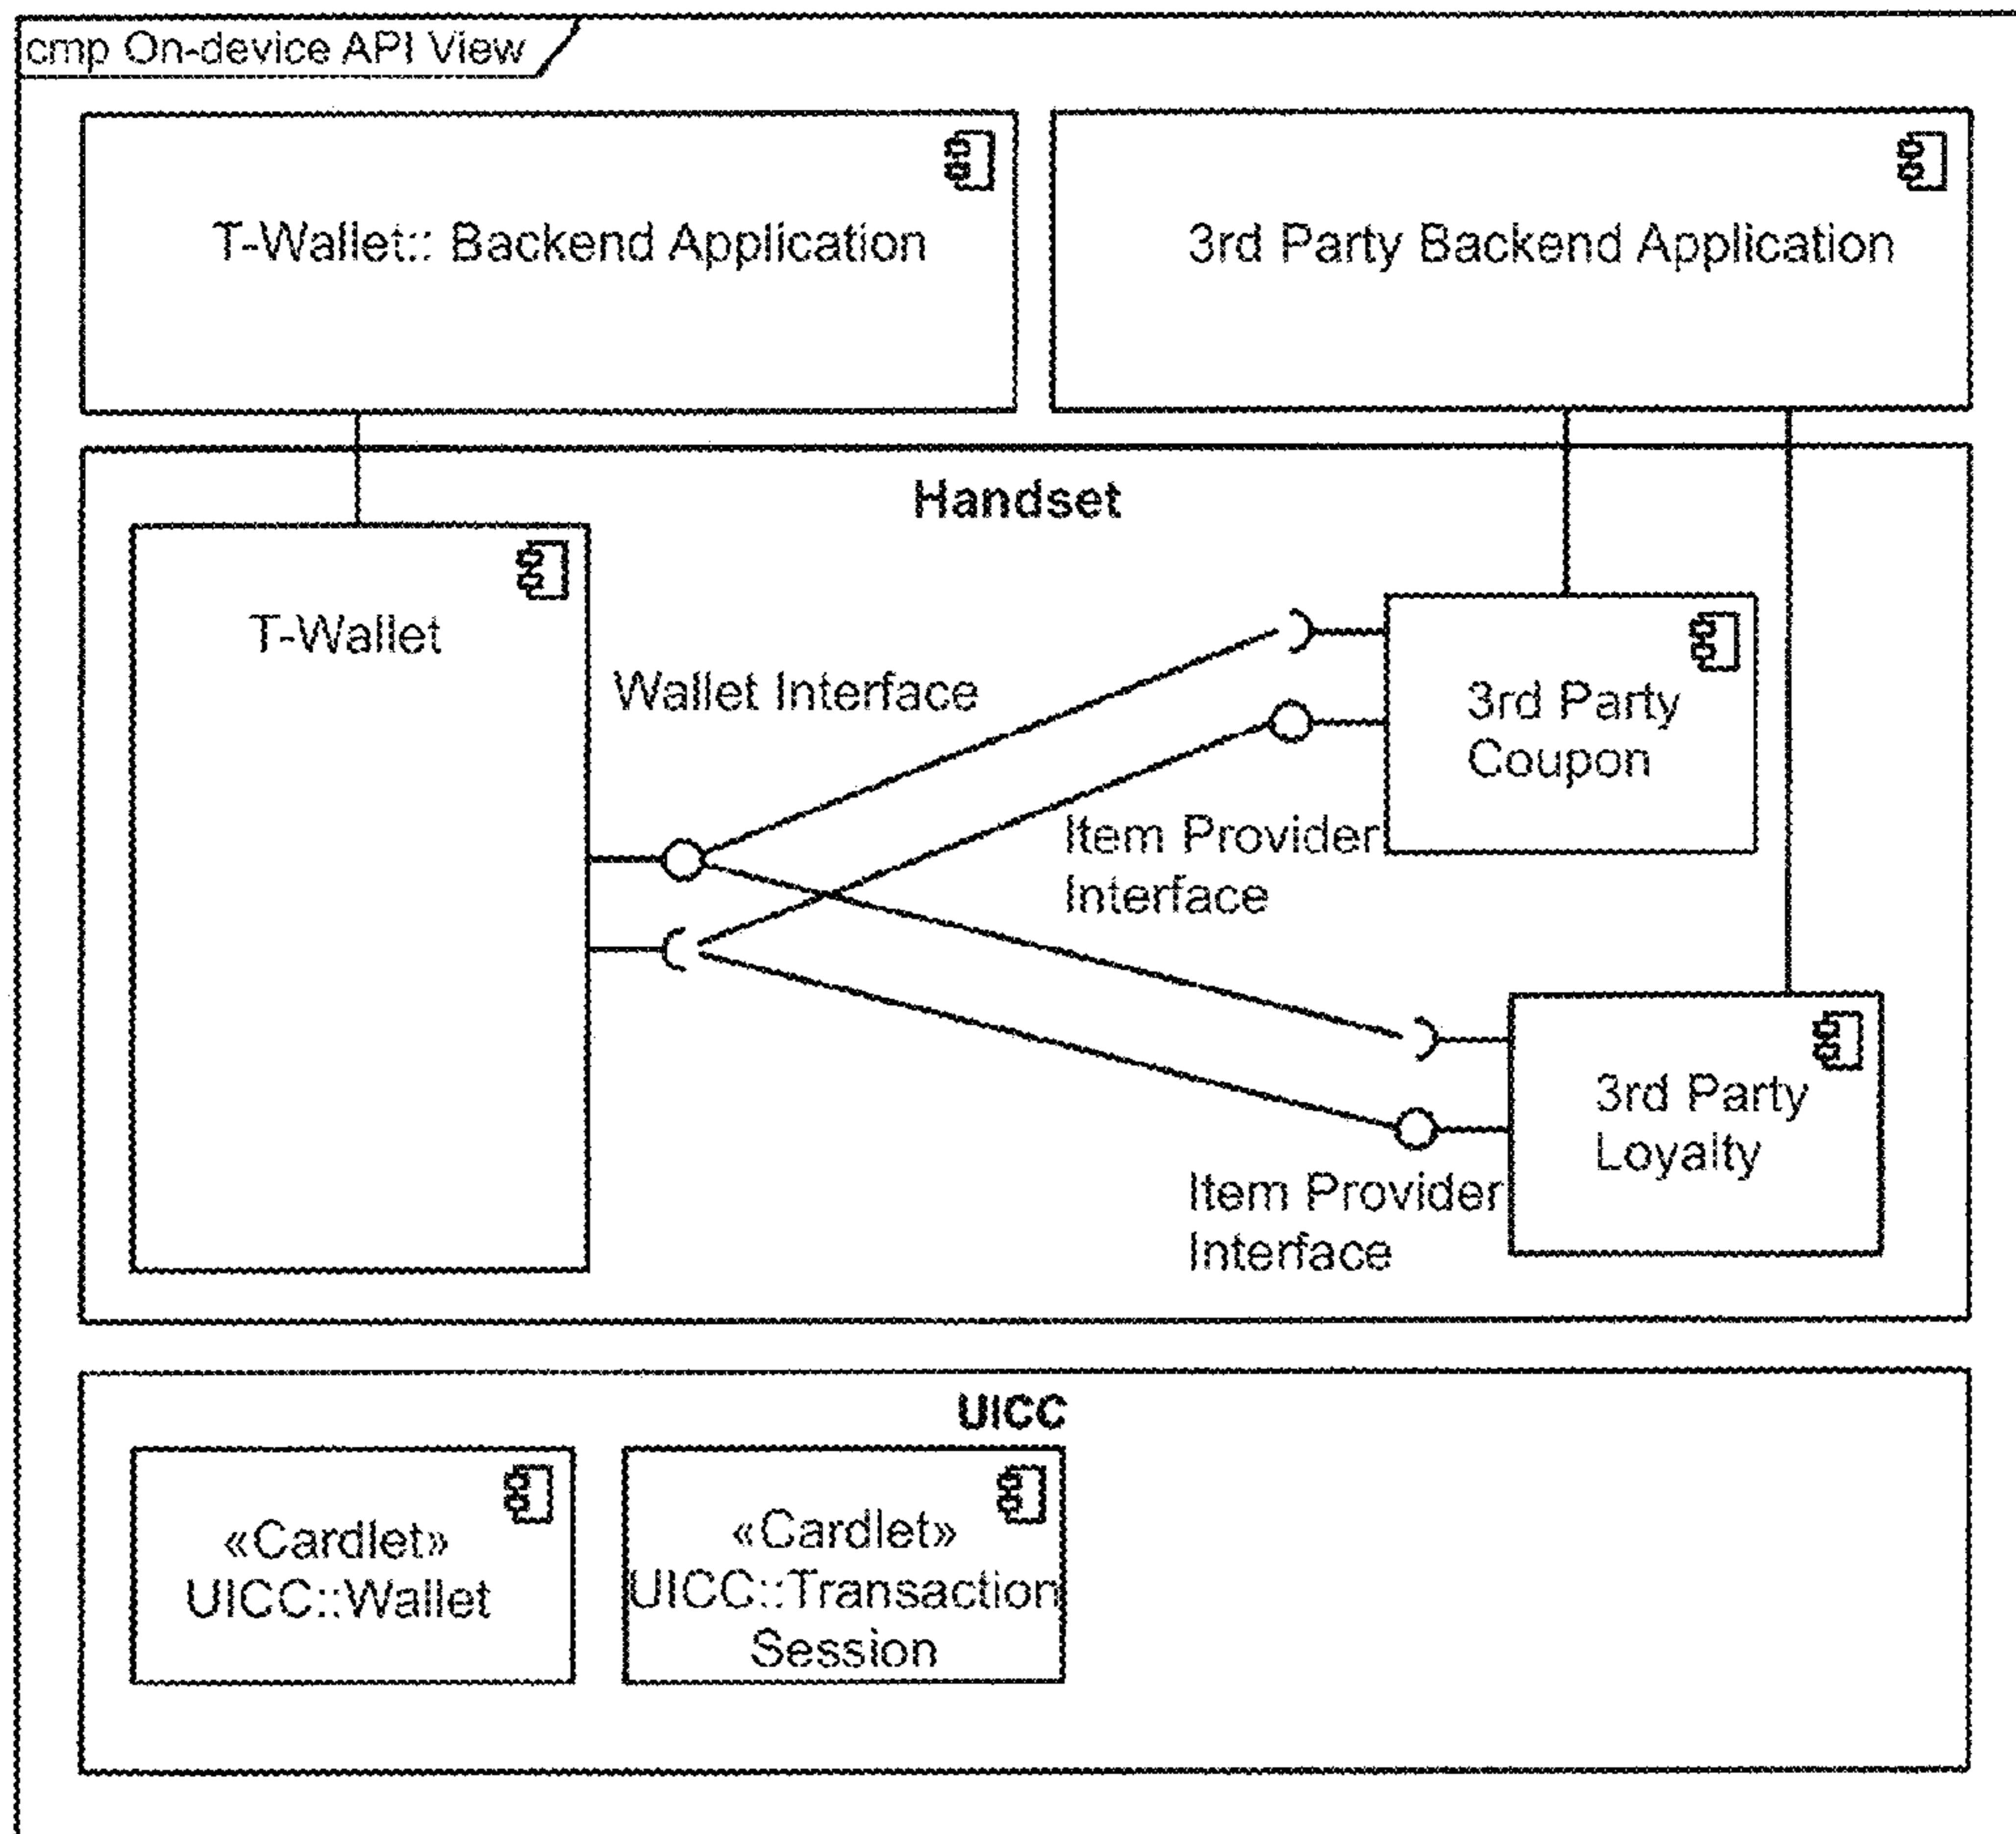 cmp On-device API View
T-Wallet:: Backend Application
3rd Party Backend Application
Handset
T-Wallet
Wallet Interface
3rd Party
Coupon
Item Provider
Interface
3rd Party
Loyalty
Item Provider
Interface
UICC
«Cardlet»
UICC::Wallet
«Cardlet»
UICC::Transaction
Session